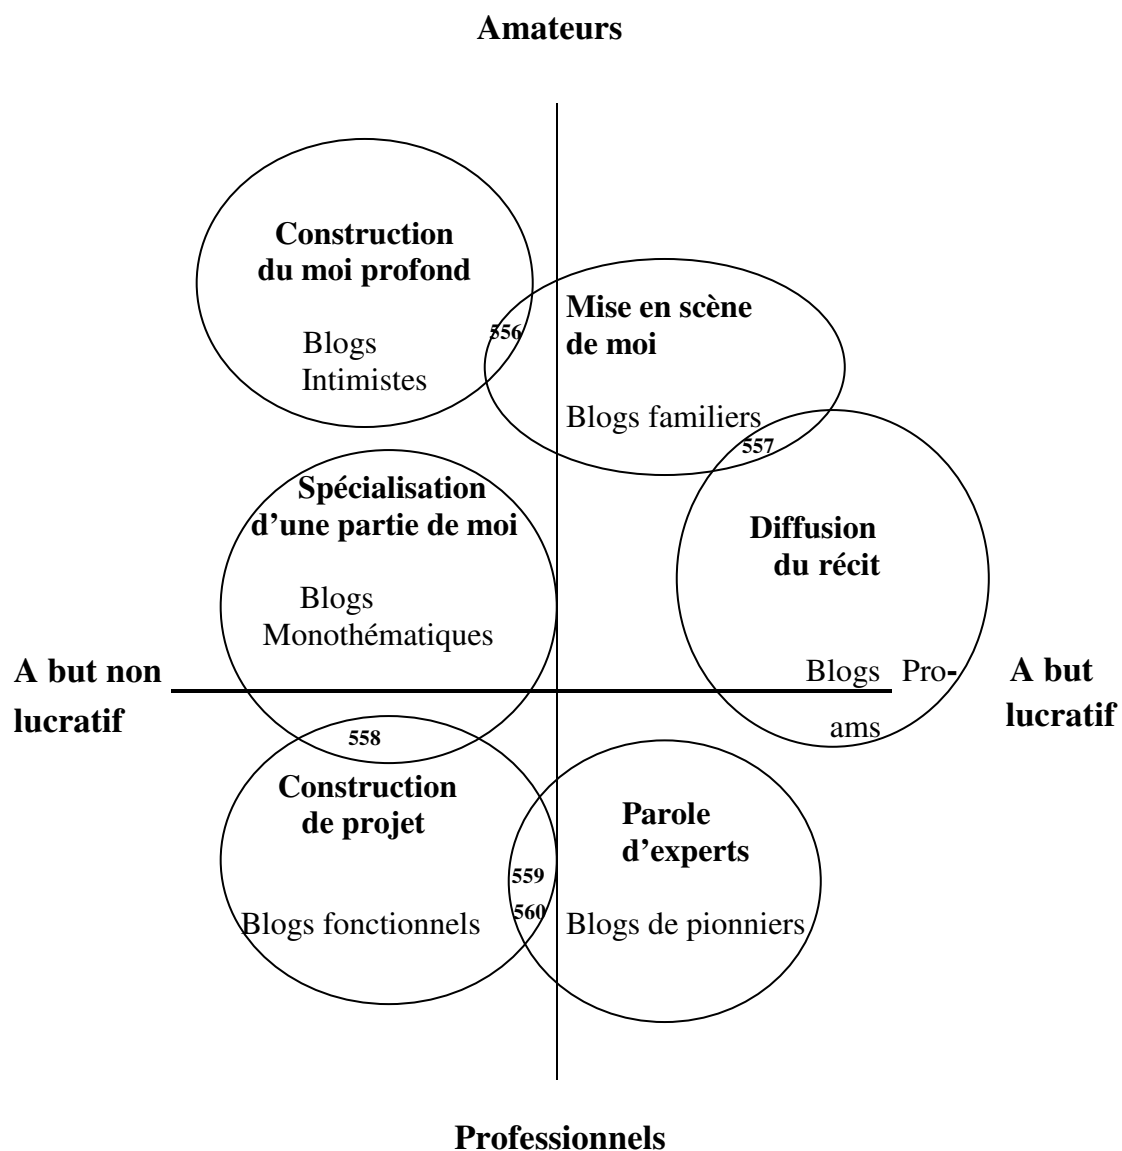 Amateurs
Construction
du moi profond
Blogs
Intimistes
556
Mise en scène
de moi
Blogs familiers
557
Spécialisation
d’une partie de moi
Blogs
Monothématiques
Diffusion
du récit
Blogs Pro-
ams
A but non
lucratif
A but
lucratif
558
Construction
de projet
Blogs fonctionnels
559
560
Parole
d’experts
Blogs de pionniers
Professionnels